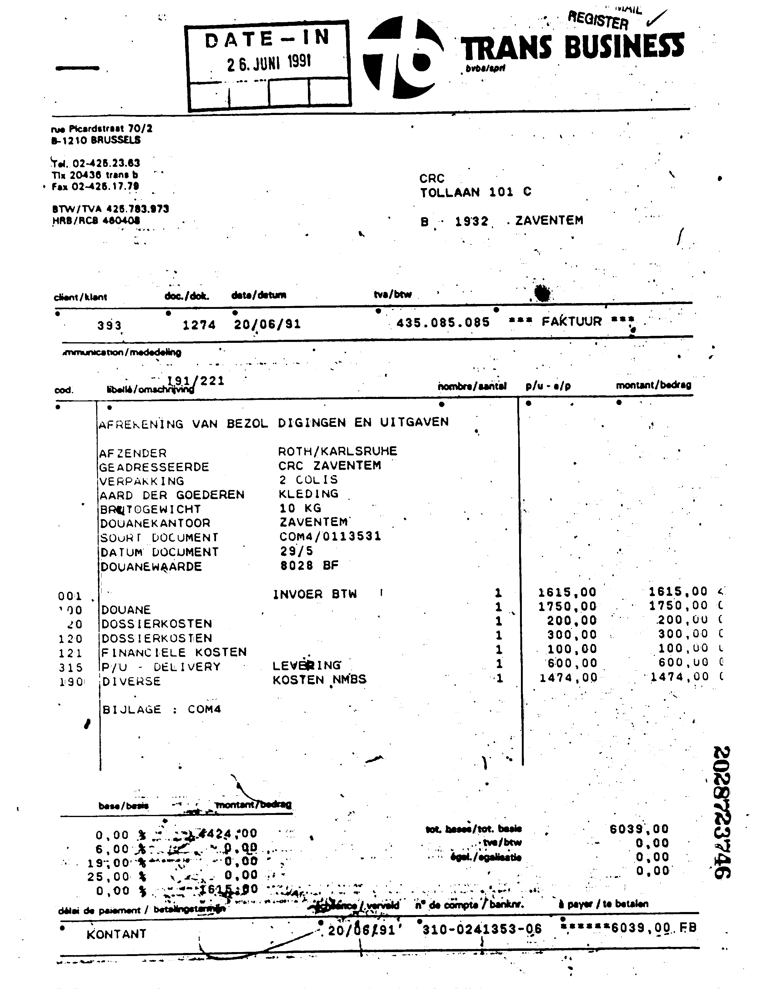 MAIL
REGISTER
DATE-IN
26. JUNI 1991
TRANS BUSINESS
bvba/sprl
rue Picardstraat 70/2
B-1210 BRUSSELS
Tel. 02-425.23.63
Tlx 20436 trans b
Fax 02-425.17.79
BTW/TVA 425.783.973
HRB/RCB 460408
CRC
TOLLAAN 101 C
B - 1932 ZAVENTEM
client/klant doc./dok. date/datum tva/btw
393 1274 20/06/91 435.085.085 *** FAKTUUR ***
mmunication/mededeling
191/221
cod. libellé/omschrijving nombre/aantal p/u - e/p montant/bedrag
AFREKENING VAN BEZOL DIGINGEN EN UITGAVEN
AFZENDER ROTH/KARLSRUHE
GEADRESSEERDE CRC ZAVENTEM
VERPAKKING 2 COLIS
AARD DER GOEDEREN KLEDING
BRUTOGEWICHT 10 KG
DOUANEKANTOOR ZAVENTEM
SOORT DOCUMENT COM4/0113531
DATUM DOCUMENT 29/5
DOUANEWAARDE 8028 BF
001 INVOER BTW 1 1615,00 1615,00
100 DOUANE 1 1750,00 1750,00
20 DOSSIERKOSTEN 1 200,00 200,00
120 DOSSIERKOSTEN 1 300,00 300,00
121 FINANCIELE KOSTEN 1 100,00 100,00
315 P/U - DELIVERY LEVERING 1 600,00 600,00
190 DIVERSE KOSTEN NMBS 1 1474,00 1474,00
BIJLAGE : COM4
2028723746
base/basis montant/bedrag
0,00 % 4424,00 tot. bases/tot. basis 6039,00
6,00 % 0,00 tva/btw 0,00
19,00 % 0,00 égal./egalisatie 0,00
25,00 % 0,00 0,00
0,00 % 1615,00
délai de paiement / betalingstermijn échéance / vervald n° de compte / banknr. à payer / te betalen
KONTANT 20/06/91 310-0241353-06 ******6039,00 FB